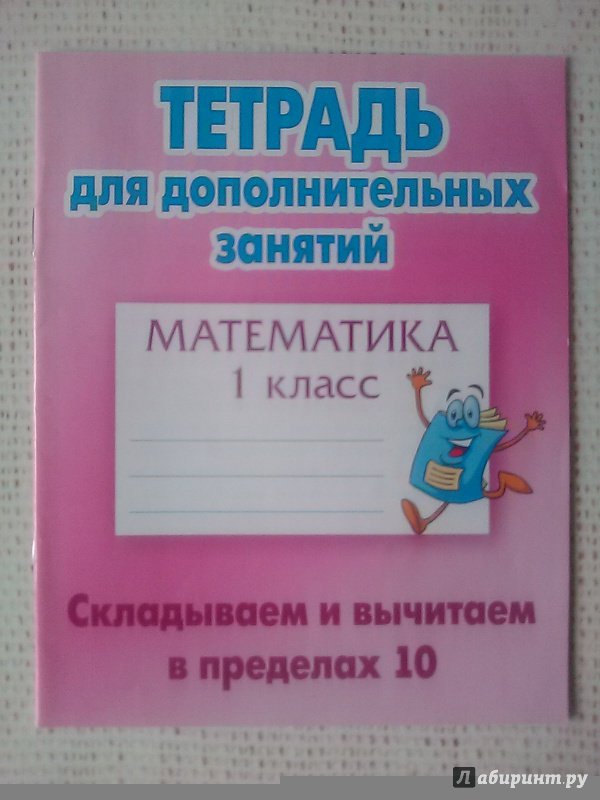 ТЕТРАДЬ
для дополнительных
занятий
МАТЕМАТИКА
1 класс
Складываем и вычитаем
в пределах 10
Лабиринт.ру